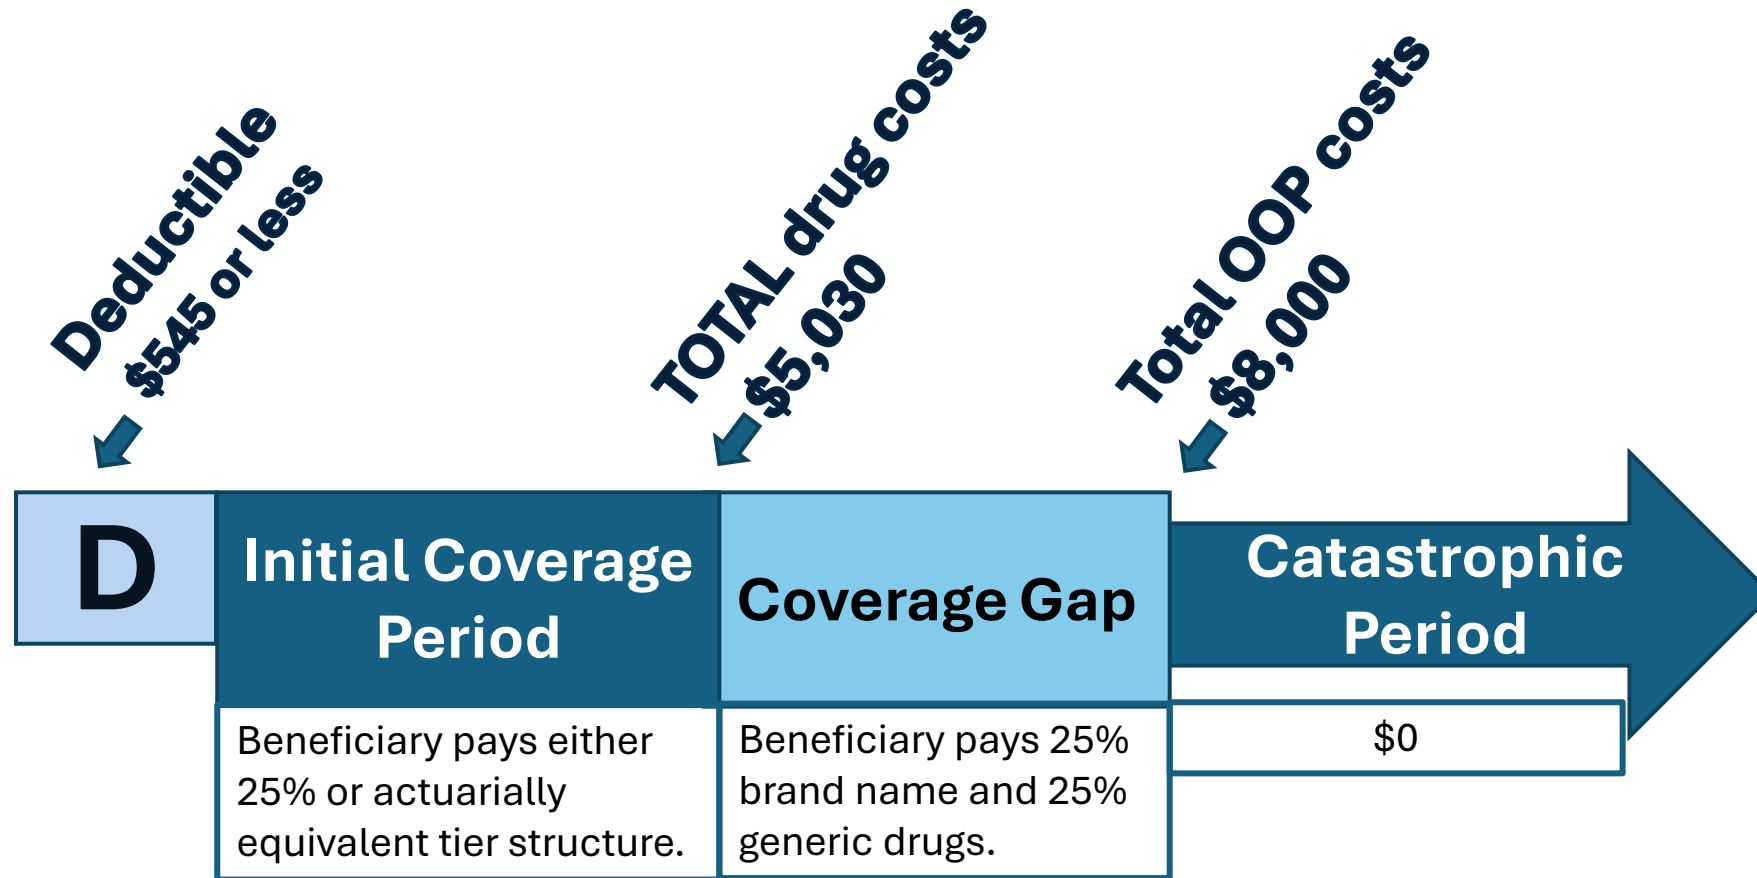 Deductible
$545 or less
TOTAL drug costs
$5,030
Total OOP costs
$8,000
D
Initial Coverage
Period
Coverage Gap
Catastrophic
Period
Beneficiary pays either
25% or actuarially
equivalent tier structure.
Beneficiary pays 25%
brand name and 25%
generic drugs.
$0